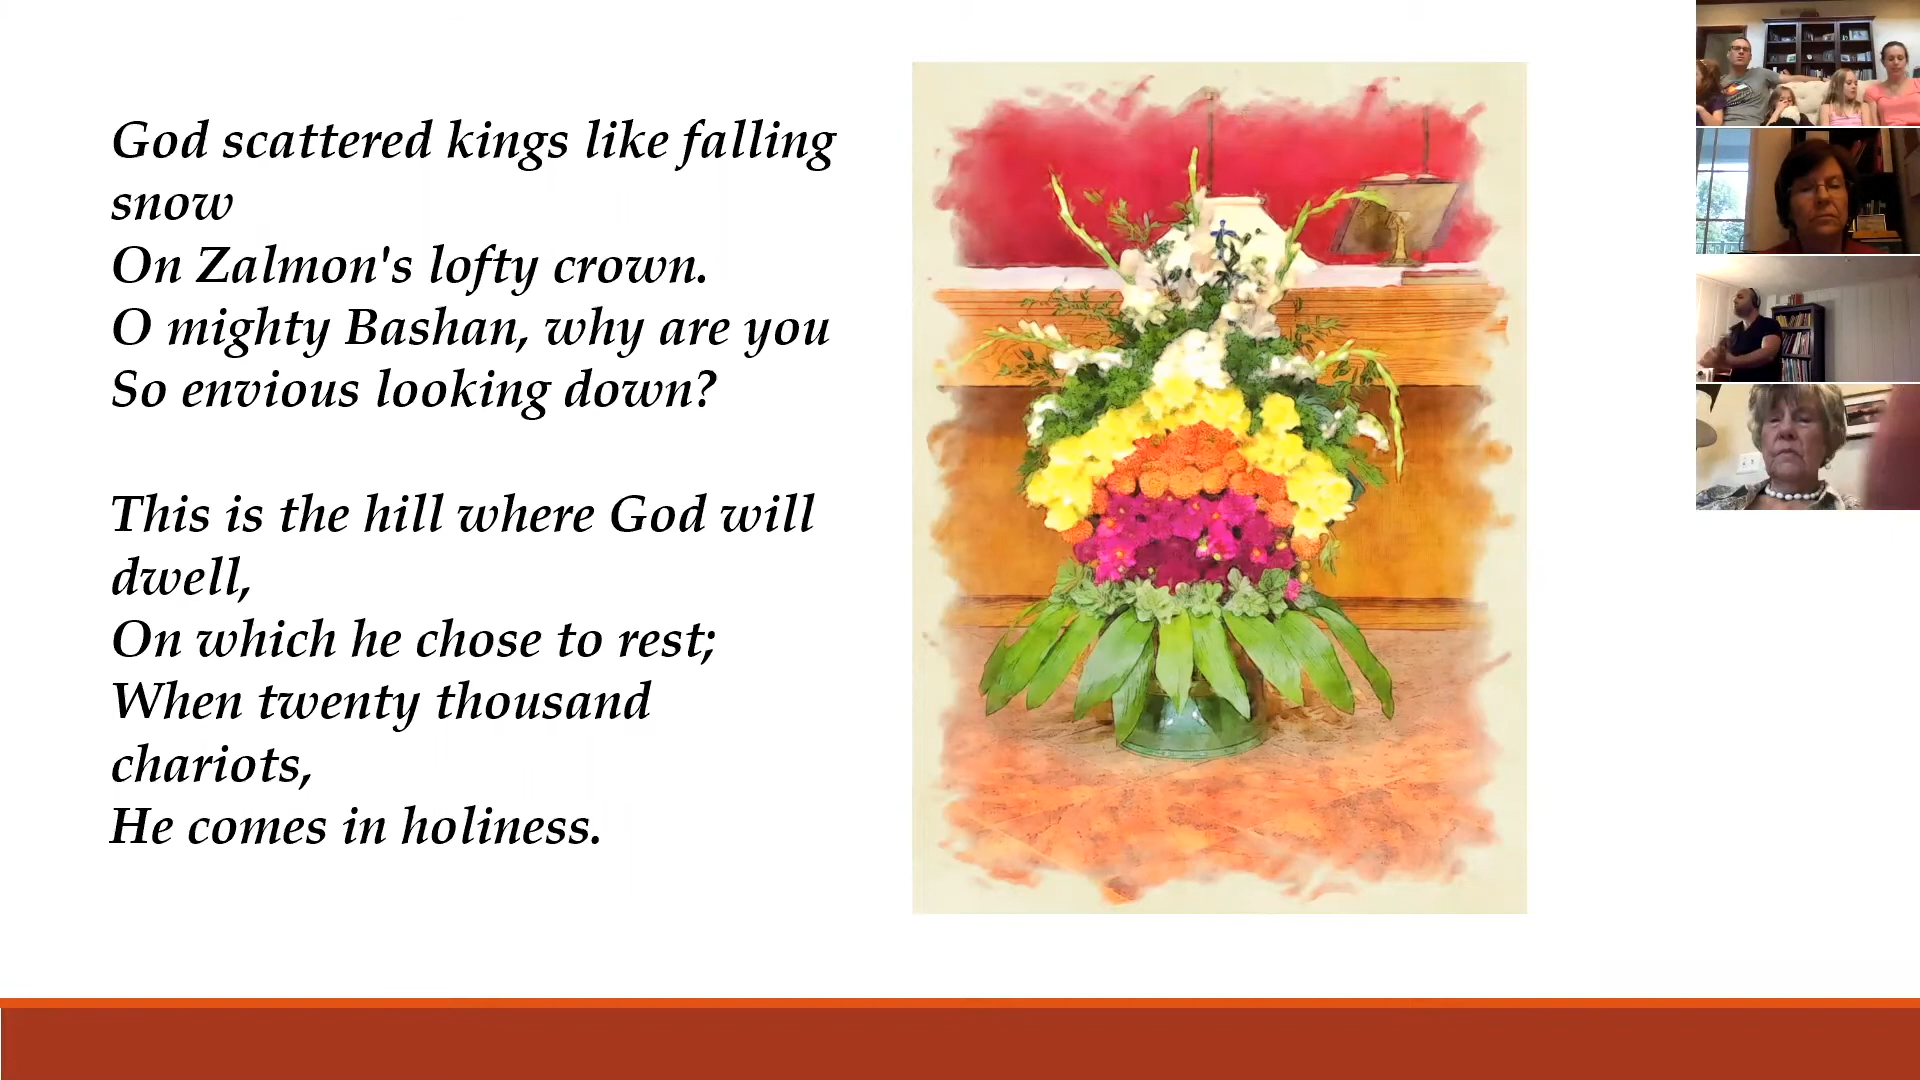 God scattered kings like falling
snow
On Zalmon's lofty crown.
O mighty Bashan, why are you
So envious looking down?
This is the hill where God will
dwell,
On which he chose to rest;
When twenty thousand
chariots,
He comes in holiness.